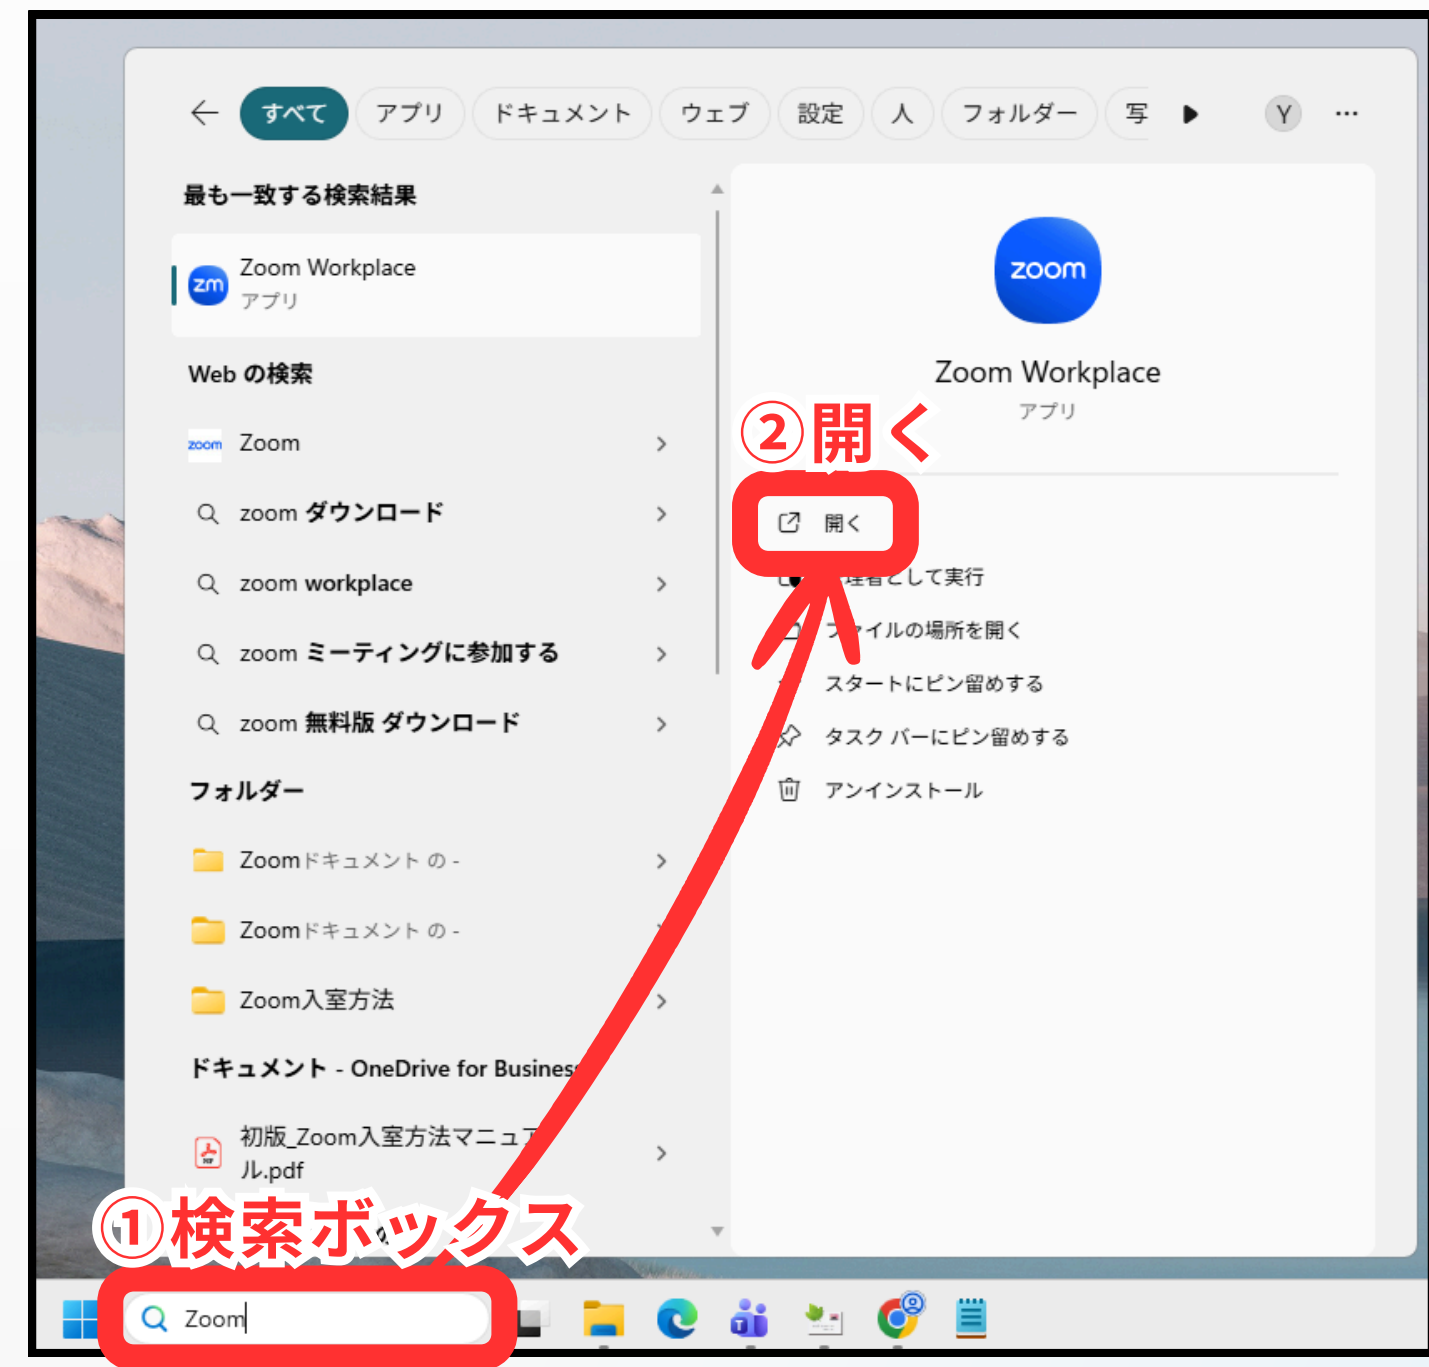 すべて アプリ ドキュメント ウェブ 設定 人 フォルダー 写 Y ...
最も一致する検索結果
zm Zoom Workplace
アプリ
Web の検索
zoom Zoom
zoom ダウンロード
zoom workplace
zoom ミーティングに参加する
zoom 無料版 ダウンロード
フォルダー
Zoomドキュメント の -
Zoomドキュメント の -
Zoom入室方法
ドキュメント - OneDrive for Business
初版_Zoom入室方法マニュア
ル.pdf
zoom
Zoom Workplace
アプリ
②開く
開く
理者として実行
ファイルの場所を開く
スタートにピン留めする
タスク バーにピン留めする
アンインストール
①検索ボックス
Zoom